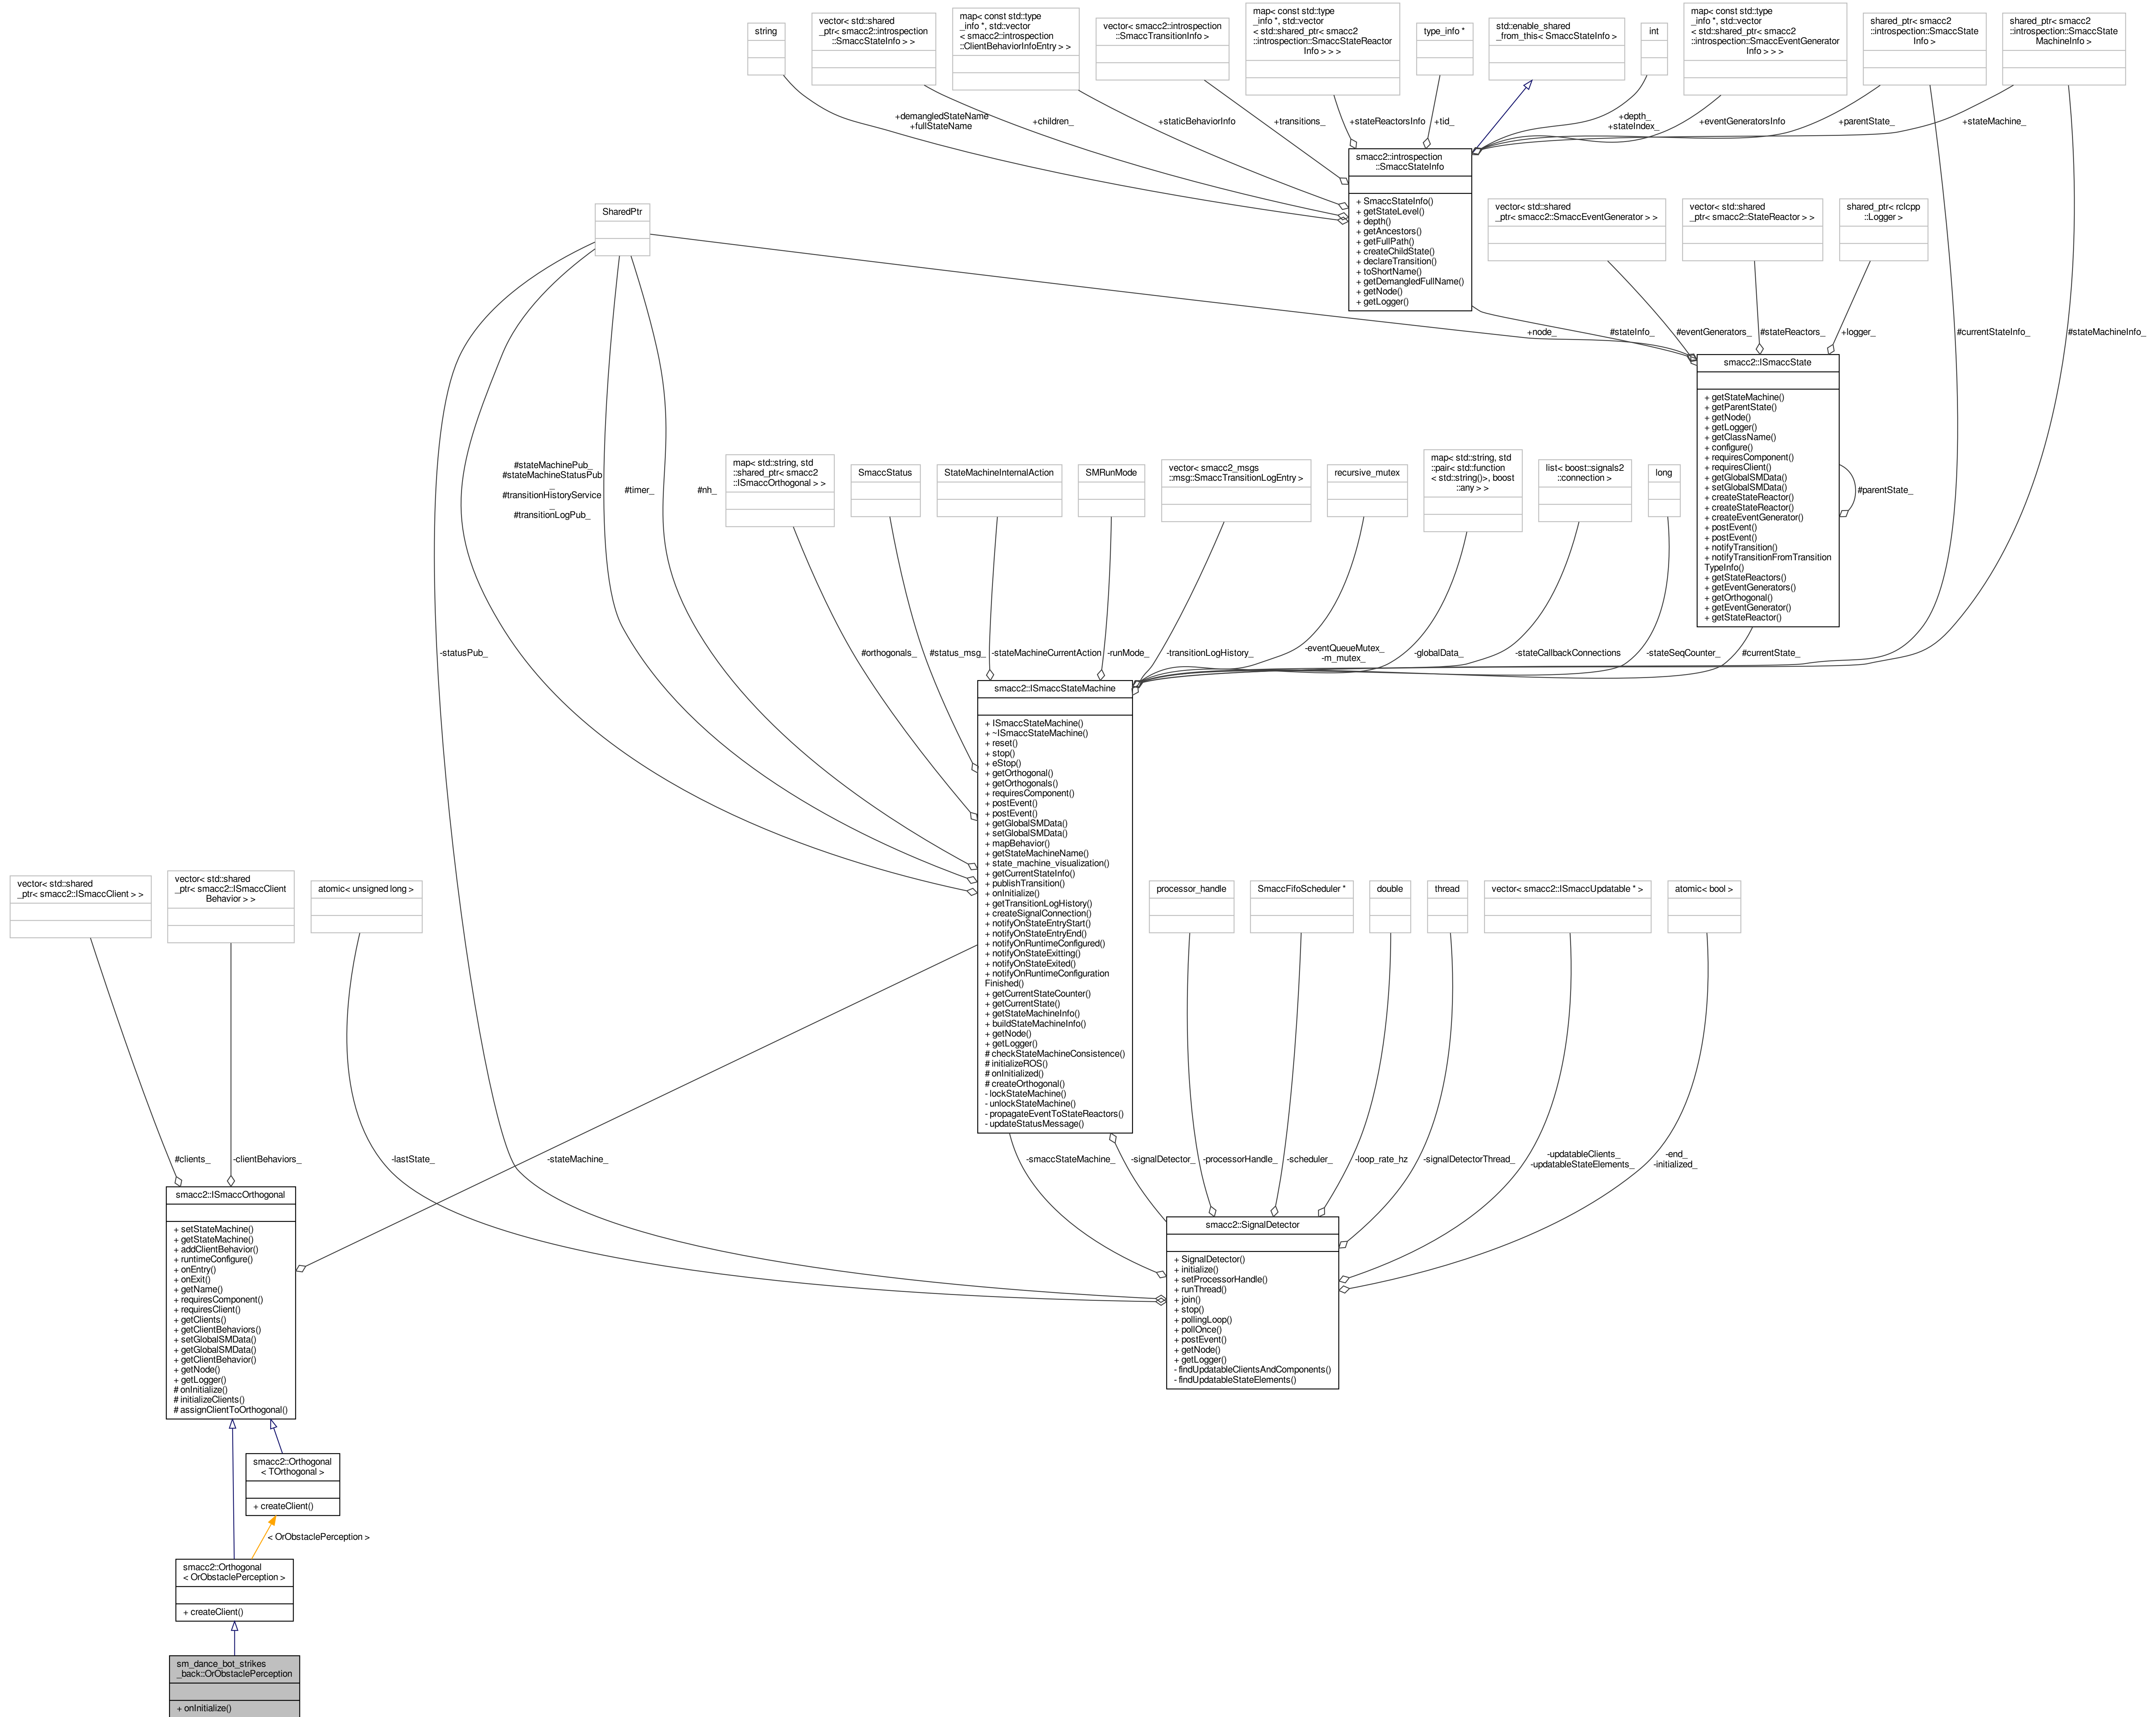 string
vector< std::shared
_ptr< smacc2::introspection
::SmaccStateInfo > >
map< const std::type
_info *, std::vector
< smacc2::introspection
::ClientBehaviorInfoEntry > >
vector< smacc2::introspection
::SmaccTransitionInfo >
map< const std::type
_info *, std::vector
< std::shared_ptr< smacc2
::introspection::SmaccStateReactor
Info > > >
type_info *
std::enable_shared
_from_this< SmaccStateInfo >
int
map< const std::type
_info *, std::vector
< std::shared_ptr< smacc2
::introspection::SmaccEventGenerator
Info > > >
shared_ptr< smacc2
::introspection::SmaccState
Info >
shared_ptr< smacc2
::introspection::SmaccState
MachineInfo >
+demangledStateName
+fullStateName
+children_
+staticBehaviorInfo
+transitions_
+stateReactorsInfo
+tid_
+depth_
+stateIndex_
+eventGeneratorsInfo
+parentState_
+stateMachine_
smacc2::introspection
::SmaccStateInfo
+ SmaccStateInfo()
+ getStateLevel()
+ depth()
+ getAncestors()
+ getFullPath()
+ createChildState()
+ declareTransition()
+ toShortName()
+ getDemangledFullName()
+ getNode()
+ getLogger()
SharedPtr
vector< std::shared
_ptr< smacc2::SmaccEventGenerator > >
vector< std::shared
_ptr< smacc2::StateReactor > >
shared_ptr< rclcpp
::Logger >
+node_
#stateInfo_
#eventGenerators_
#stateReactors_
+logger_
#currentStateInfo_
#stateMachineInfo_
smacc2::ISmaccState
+ getStateMachine()
+ getParentState()
+ getNode()
+ getLogger()
+ getClassName()
+ configure()
+ requiresComponent()
+ requiresClient()
+ getGlobalSMData()
+ setGlobalSMData()
+ createStateReactor()
+ createStateReactor()
+ createEventGenerator()
+ postEvent()
+ postEvent()
+ notifyTransition()
+ notifyTransitionFromTransition
TypeInfo()
+ getStateReactors()
+ getEventGenerators()
+ getOrthogonal()
+ getEventGenerator()
+ getStateReactor()
#parentState_
#stateMachinePub_
#stateMachineStatusPub
_
#transitionHistoryService
_
#transitionLogPub_
#timer_
#nh_
map< std::string, std
::shared_ptr< smacc2
::ISmaccOrthogonal > >
SmaccStatus
StateMachineInternalAction
SMRunMode
vector< smacc2_msgs
::msg::SmaccTransitionLogEntry >
recursive_mutex
map< std::string, std
::pair< std::function
< std::string()>, boost
::any > >
list< boost::signals2
::connection >
long
-statusPub_
#orthogonals_
#status_msg_
-stateMachineCurrentAction
-runMode_
-transitionLogHistory_
-eventQueueMutex_
-m_mutex_
-globalData_
-stateCallbackConnections
-stateSeqCounter_
#currentState_
smacc2::ISmaccStateMachine
+ ISmaccStateMachine()
+ ~ISmaccStateMachine()
+ reset()
+ stop()
+ eStop()
+ getOrthogonal()
+ getOrthogonals()
+ requiresComponent()
+ postEvent()
+ postEvent()
+ getGlobalSMData()
+ setGlobalSMData()
+ mapBehavior()
+ getStateMachineName()
+ state_machine_visualization()
+ getCurrentStateInfo()
+ publishTransition()
+ onInitialize()
+ getTransitionLogHistory()
+ createSignalConnection()
+ notifyOnStateEntryStart()
+ notifyOnStateEntryEnd()
+ notifyOnRuntimeConfigured()
+ notifyOnStateExitting()
+ notifyOnStateExited()
+ notifyOnRuntimeConfiguration
Finished()
+ getCurrentStateCounter()
+ getCurrentState()
+ getStateMachineInfo()
+ buildStateMachineInfo()
+ getNode()
+ getLogger()
# checkStateMachineConsistence()
# initializeROS()
# onInitialized()
# createOrthogonal()
- lockStateMachine()
- unlockStateMachine()
- propagateEventToStateReactors()
- updateStatusMessage()
vector< std::shared
_ptr< smacc2::ISmaccClient > >
vector< std::shared
_ptr< smacc2::ISmaccClient
Behavior > >
atomic< unsigned long >
processor_handle
SmaccFifoScheduler *
double
thread
vector< smacc2::ISmaccUpdatable * >
atomic< bool >
#clients_
-clientBehaviors_
-lastState_
-stateMachine_
-smaccStateMachine_
-signalDetector_
-processorHandle_
-scheduler_
-loop_rate_hz
-signalDetectorThread_
-updatableClients_
-updatableStateElements_
-end_
-initialized_
smacc2::ISmaccOrthogonal
+ setStateMachine()
+ getStateMachine()
+ addClientBehavior()
+ runtimeConfigure()
+ onEntry()
+ onExit()
+ getName()
+ requiresComponent()
+ requiresClient()
+ getClients()
+ getClientBehaviors()
+ setGlobalSMData()
+ getGlobalSMData()
+ getClientBehavior()
+ getNode()
+ getLogger()
# onInitialize()
# initializeClients()
# assignClientToOrthogonal()
smacc2::SignalDetector
+ SignalDetector()
+ initialize()
+ setProcessorHandle()
+ runThread()
+ join()
+ stop()
+ pollingLoop()
+ pollOnce()
+ postEvent()
+ getNode()
+ getLogger()
- findUpdatableClientsAndComponents()
- findUpdatableStateElements()
smacc2::Orthogonal
< TOrthogonal >
+ createClient()
< OrObstaclePerception >
smacc2::Orthogonal
< OrObstaclePerception >
+ createClient()
sm_dance_bot_strikes
_back::OrObstaclePerception
+ onInitialize()